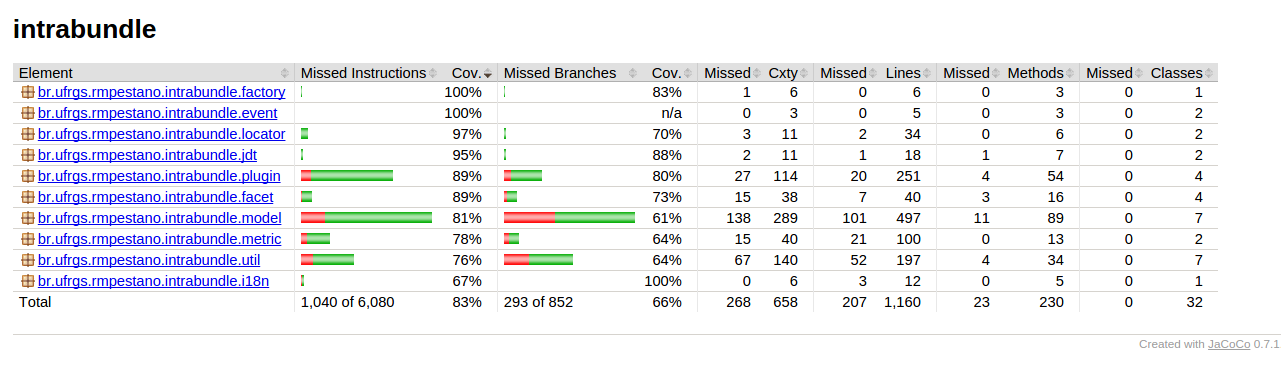 intrabundle
Element Missed Instructions Cov. Missed Branches Cov. Missed Cxty Missed Lines Missed Methods Missed Classes
br.ufrgs.rmpestano.intrabundle.factory 100% 83% 1 6 0 6 0 3 0 1
br.ufrgs.rmpestano.intrabundle.event 100% n/a 0 3 0 5 0 3 0 2
br.ufrgs.rmpestano.intrabundle.locator 97% 70% 3 11 2 34 0 6 0 2
br.ufrgs.rmpestano.intrabundle.jdt 95% 88% 2 11 1 18 1 7 0 2
br.ufrgs.rmpestano.intrabundle.plugin 89% 80% 27 114 20 251 4 54 0 4
br.ufrgs.rmpestano.intrabundle.facet 89% 73% 15 38 7 40 3 16 0 4
br.ufrgs.rmpestano.intrabundle.model 81% 61% 138 289 101 497 11 89 0 7
br.ufrgs.rmpestano.intrabundle.metric 78% 64% 15 40 21 100 0 13 0 2
br.ufrgs.rmpestano.intrabundle.util 76% 64% 67 140 52 197 4 34 0 7
br.ufrgs.rmpestano.intrabundle.i18n 67% 100% 0 6 3 12 0 5 0 1
Total 1,040 of 6,080 83% 293 of 852 66% 268 658 207 1,160 23 230 0 32
Created with JaCoCo 0.7.1